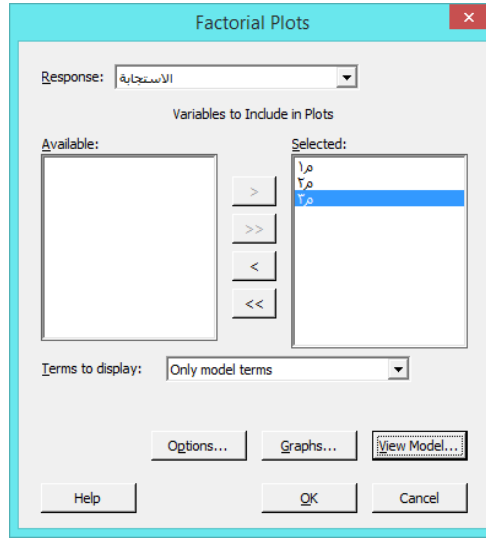 Factorial Plots
Response: الاستجابة
Variables to Include in Plots
Available:
Selected:
م١
م٢
م٣
>
>>
<
<<
Terms to display: Only model terms
Options... Graphs... View Model...
Help OK Cancel